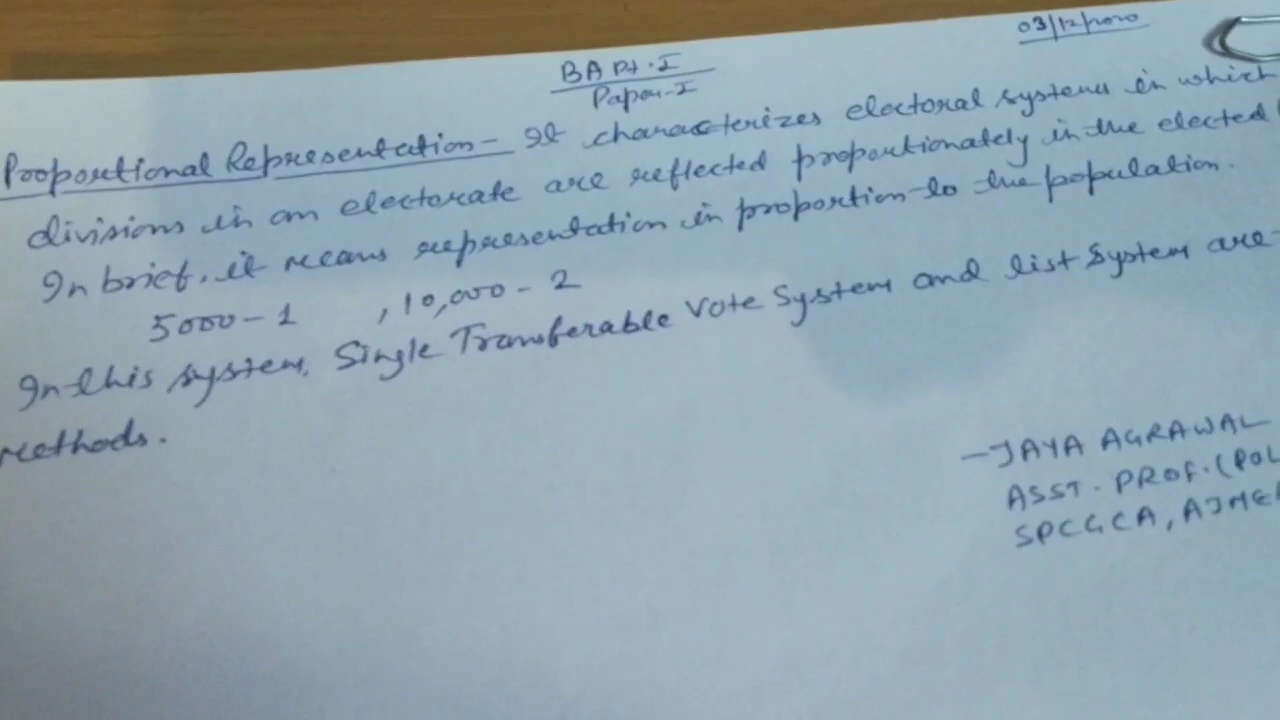 03/12/2020
BA Pt. I
Paper-I
Proportional Representation - It characterizes electoral systems in which
divisions in an electorate are reflected proportionately in the elected
In brief, it means representation in proportion to the population.
5000 - 1 , 10,000 - 2
In this system, Single Transferable Vote System and list System are
methods.
- JAYA AGRAWAL
ASST. PROF. (POL
SPCGCA, AJME